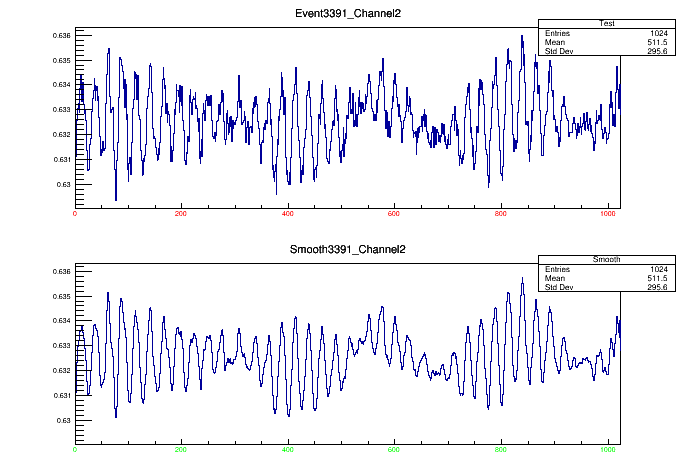 Event3391_Channel2
Test
Entries 1024
Mean 511.5
Std Dev 295.6
0.636
0.635
0.634
0.633
0.632
0.631
0.63
0 200 400 600 800 1000
Smooth3391_Channel2
Smooth
Entries 1024
Mean 511.5
Std Dev 295.6
0.636
0.635
0.634
0.633
0.632
0.631
0.63
0 200 400 600 800 1000